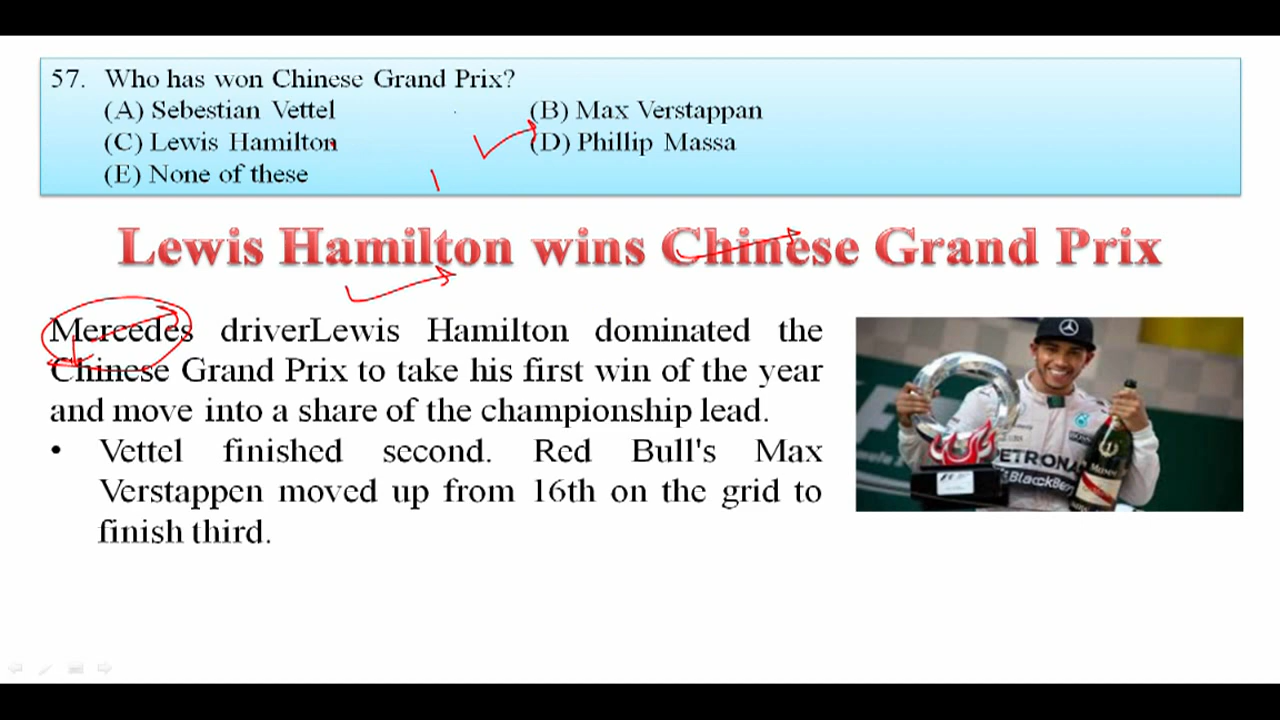 57. Who has won Chinese Grand Prix?
(A) Sebestian Vettel (B) Max Verstappan
(C) Lewis Hamilton (D) Phillip Massa
(E) None of these
Lewis Hamilton wins Chinese Grand Prix
Mercedes driverLewis Hamilton dominated the
Chinese Grand Prix to take his first win of the year
and move into a share of the championship lead.
• Vettel finished second. Red Bull's Max
Verstappen moved up from 16th on the grid to
finish third.
PETRONA
BlackBerry